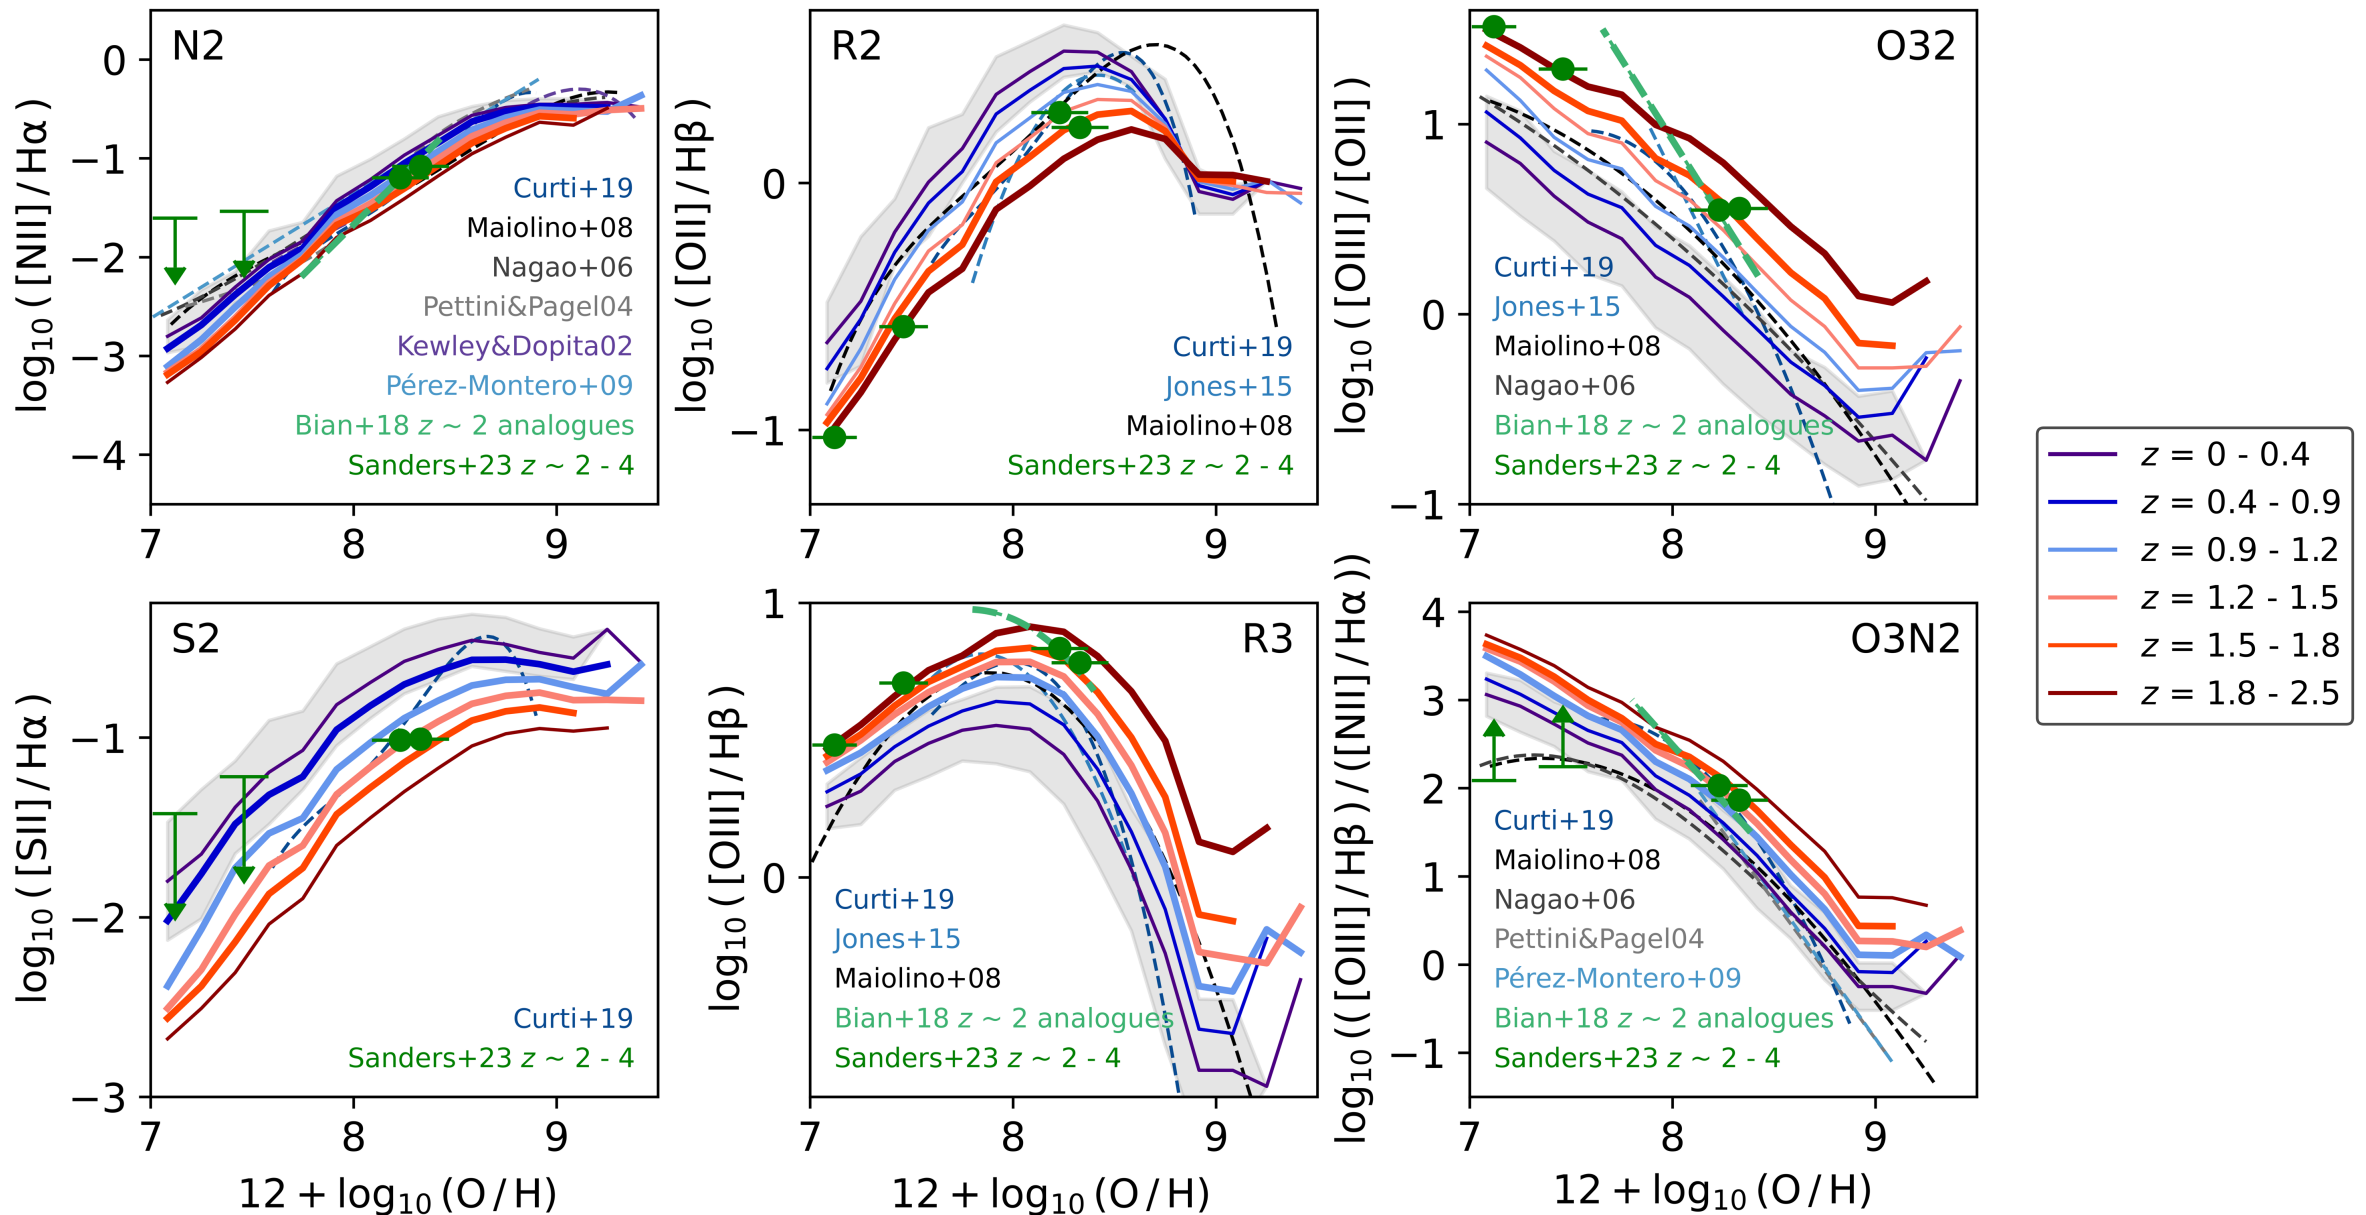 N2
log10 ([NII] / Hα)
0
−1
−2
−3
−4
7
8
9
Curti+19
Maiolino+08
Nagao+06
Pettini&Pagel04
Kewley&Dopita02
Pérez-Montero+09
Bian+18 z ~ 2 analogues
Sanders+23 z ~ 2 - 4
R2
log10 ([OII] / Hβ)
0
−1
7
8
9
Curti+19
Jones+15
Maiolino+08
Sanders+23 z ~ 2 - 4
O32
log10 ([OIII] / [OII])
1
0
−1
7
8
9
Curti+19
Jones+15
Maiolino+08
Nagao+06
Bian+18 z ~ 2 analogues
Sanders+23 z ~ 2 - 4
z = 0 - 0.4
z = 0.4 - 0.9
z = 0.9 - 1.2
z = 1.2 - 1.5
z = 1.5 - 1.8
z = 1.8 - 2.5
S2
log10 ([SII] / Hα)
−1
−2
−3
7
8
9
12 + log10 (O / H)
Curti+19
Sanders+23 z ~ 2 - 4
R3
log10 ([OIII] / Hβ)
1
0
7
8
9
12 + log10 (O / H)
Curti+19
Jones+15
Maiolino+08
Bian+18 z ~ 2 analogues
Sanders+23 z ~ 2 - 4
O3N2
log10 (([OIII] / Hβ) / ([NII] / Hα))
4
3
2
1
0
−1
7
8
9
12 + log10 (O / H)
Curti+19
Maiolino+08
Nagao+06
Pettini&Pagel04
Pérez-Montero+09
Bian+18 z ~ 2 analogues
Sanders+23 z ~ 2 - 4